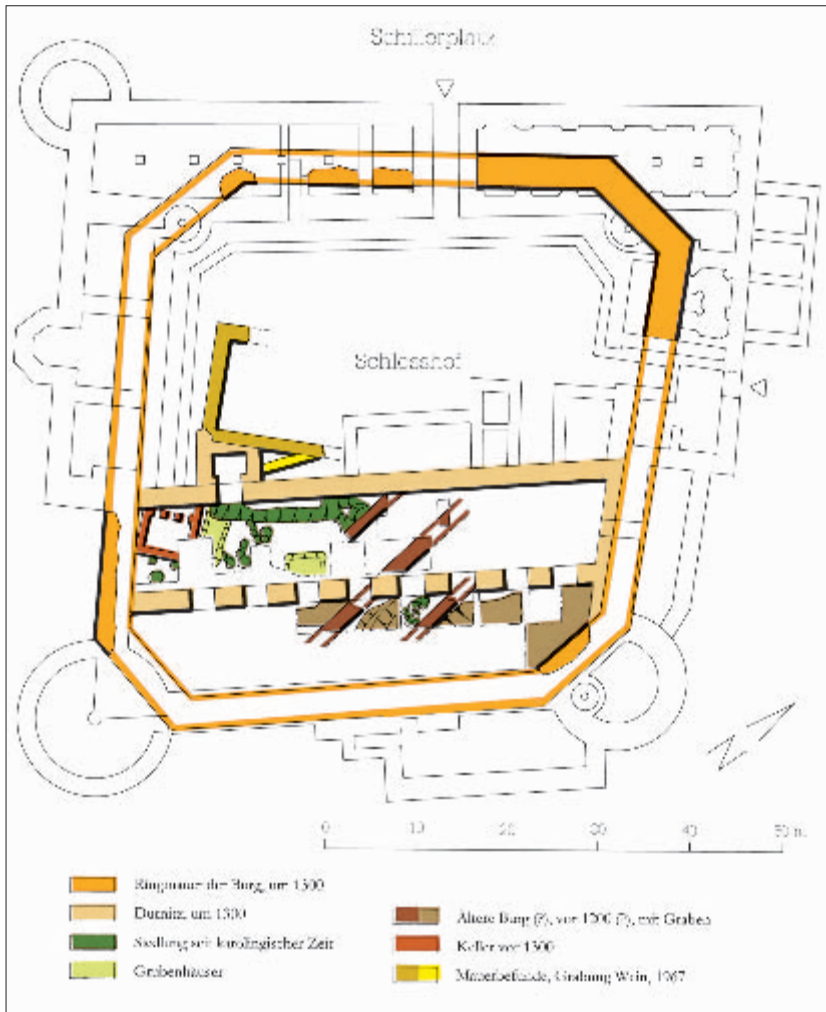 Schillerplatz
Schlosshof
0 10 20 30 40 50 m
Ringmauer der Burg, um 1300
Dürnitz, um 1300
Siedlung seit karolingischer Zeit
Grubenhäuser
Ältere Burg (?), vor 1200 (?), mit Graben
Keller vor 1300
Mauerbefunde, Grabung Wein, 1967